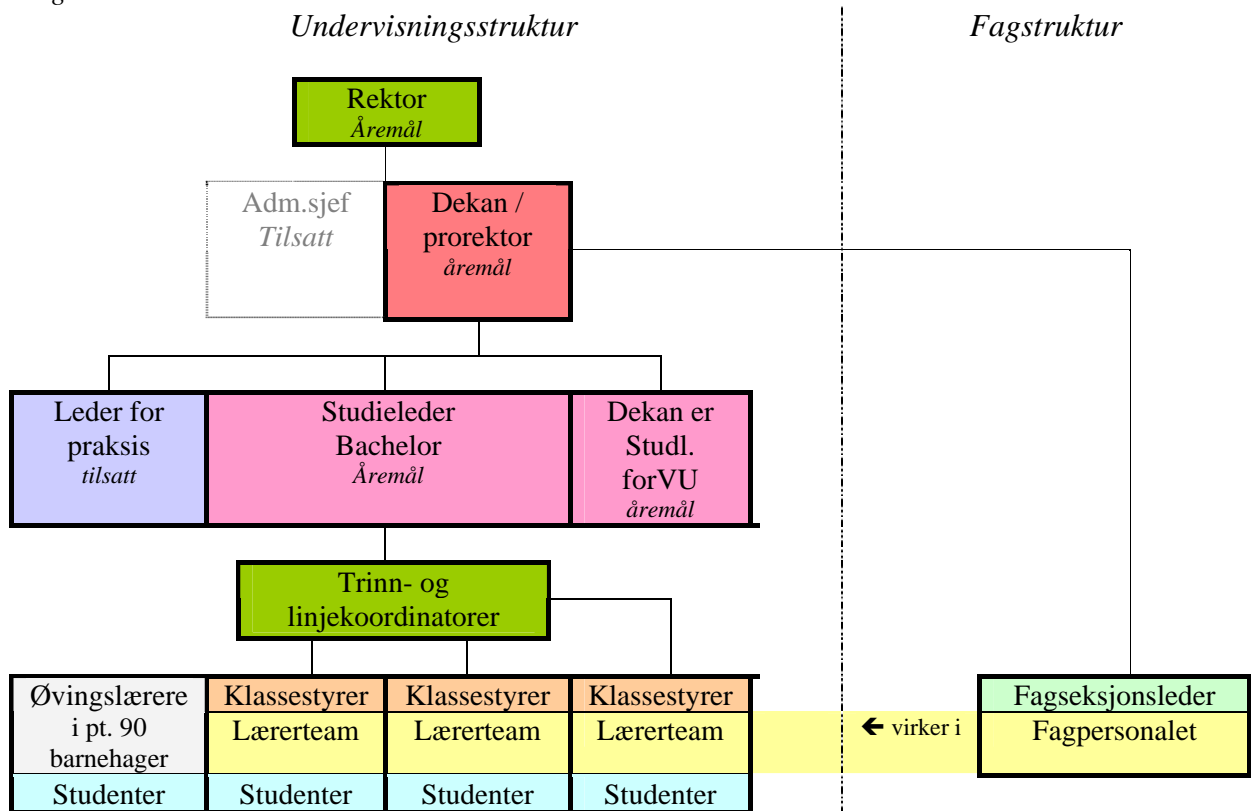 Undervisningsstruktur
Fagstruktur
Rektor
Åremål
Adm.sjef
Tilsatt
Dekan /
prorektor
åremål
Leder for
praksis
tilsatt
Studieleder
Bachelor
Åremål
Dekan er
Studl.
forVU
åremål
Trinn- og
linjekoordinatorer
Øvingslærere
i pt. 90
barnehager
Studenter
Klassestyrer
Lærerteam
Studenter
Klassestyrer
Lærerteam
Studenter
Klassestyrer
Lærerteam
Studenter
← virker i
Fagseksjonsleder
Fagpersonalet